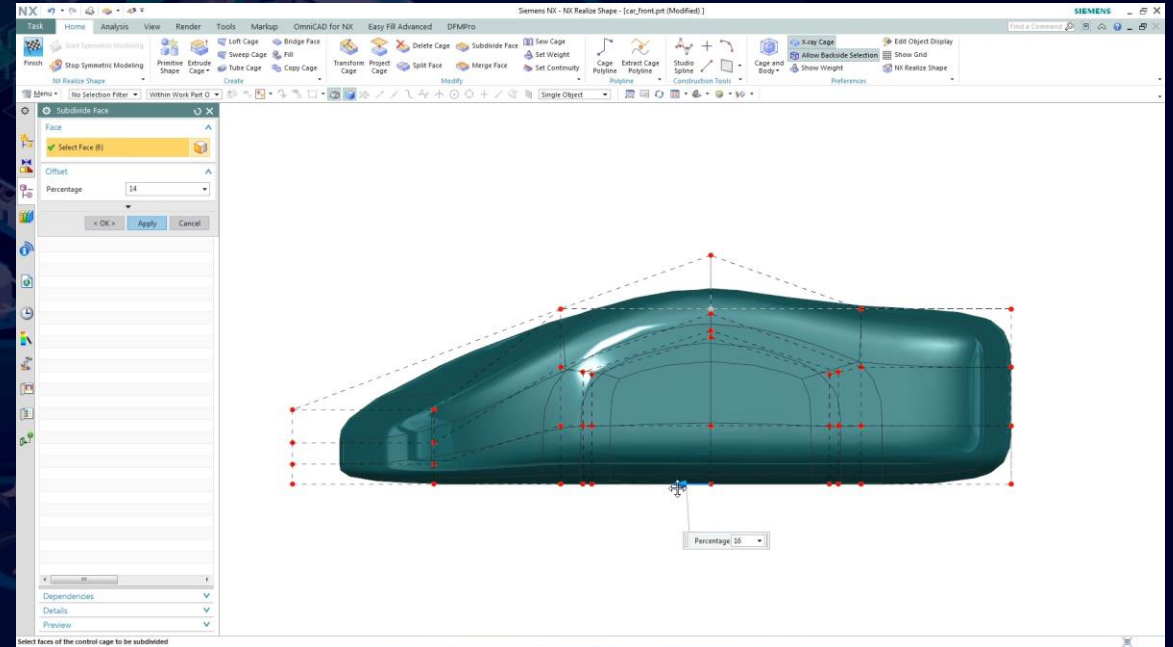 NX Siemens NX - NX Realize Shape - [car_front.prt (Modified) ] SIEMENS
Task Home Analysis View Render Tools Markup OmniCAD for NX Easy Fill Advanced DFMPro Find a Command
Finish
Start Symmetric Modeling
Stop Symmetric Modeling
NX Realize Shape
Primitive Shape
Extrude Cage
Loft Cage
Sweep Cage
Tube Cage
Bridge Face
Fill
Copy Cage
Create
Transform Cage
Project Cage
Delete Cage
Split Face
Subdivide Face
Merge Face
Sew Cage
Set Weight
Set Continuity
Modify
Cage Polyline
Extract Cage Polyline
Polyline
Studio Spline
Construction Tools
Cage and Body
X-ray Cage
Allow Backside Selection
Show Weight
Edit Object Display
Show Grid
NX Realize Shape
Preferences
Menu No Selection Filter Within Work Part O Single Object
Subdivide Face
Face
Select Face (6)
Offset
Percentage 14
< OK > Apply Cancel
Percentage 16
Dependencies
Details
Preview
Select faces of the control cage to be subdivided